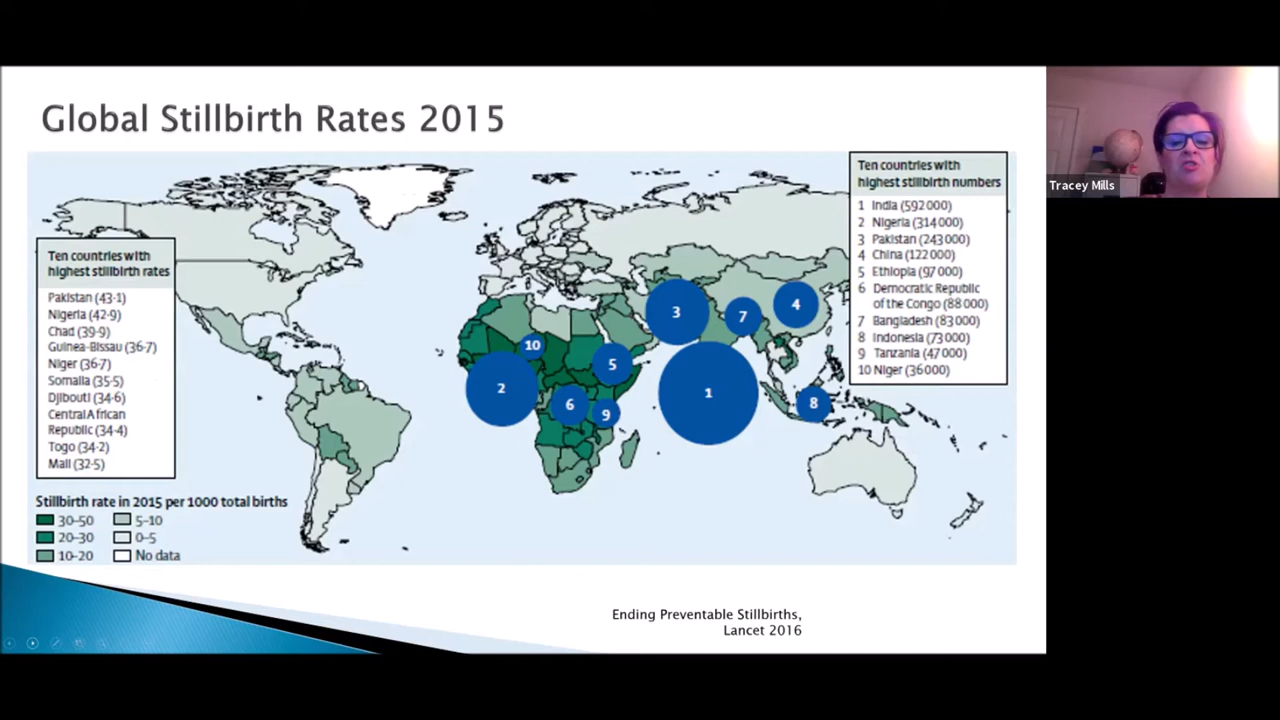 Global Stillbirth Rates 2015
Ten countries with
highest stillbirth rates
Pakistan (43·1)
Nigeria (42·9)
Chad (39·9)
Guinea-Bissau (36·7)
Niger (36·7)
Somalia (35·5)
Djibouti (34·6)
Central African
Republic (34·4)
Togo (34·2)
Mali (32·5)
Stillbirth rate in 2015 per 1000 total births
30–50
20–30
10–20
5–10
0–5
No data
10
2
5
6
9
3
7
4
1
8
Ten countries with
highest stillbirth numbers
1 India (592 000)
2 Nigeria (314 000)
3 Pakistan (243 000)
4 China (122 000)
5 Ethiopia (97 000)
6 Democratic Republic
of the Congo (88 000)
7 Bangladesh (83 000)
8 Indonesia (73 000)
9 Tanzania (47 000)
10 Niger (36 000)
Ending Preventable Stillbirths,
Lancet 2016
Tracey Mills